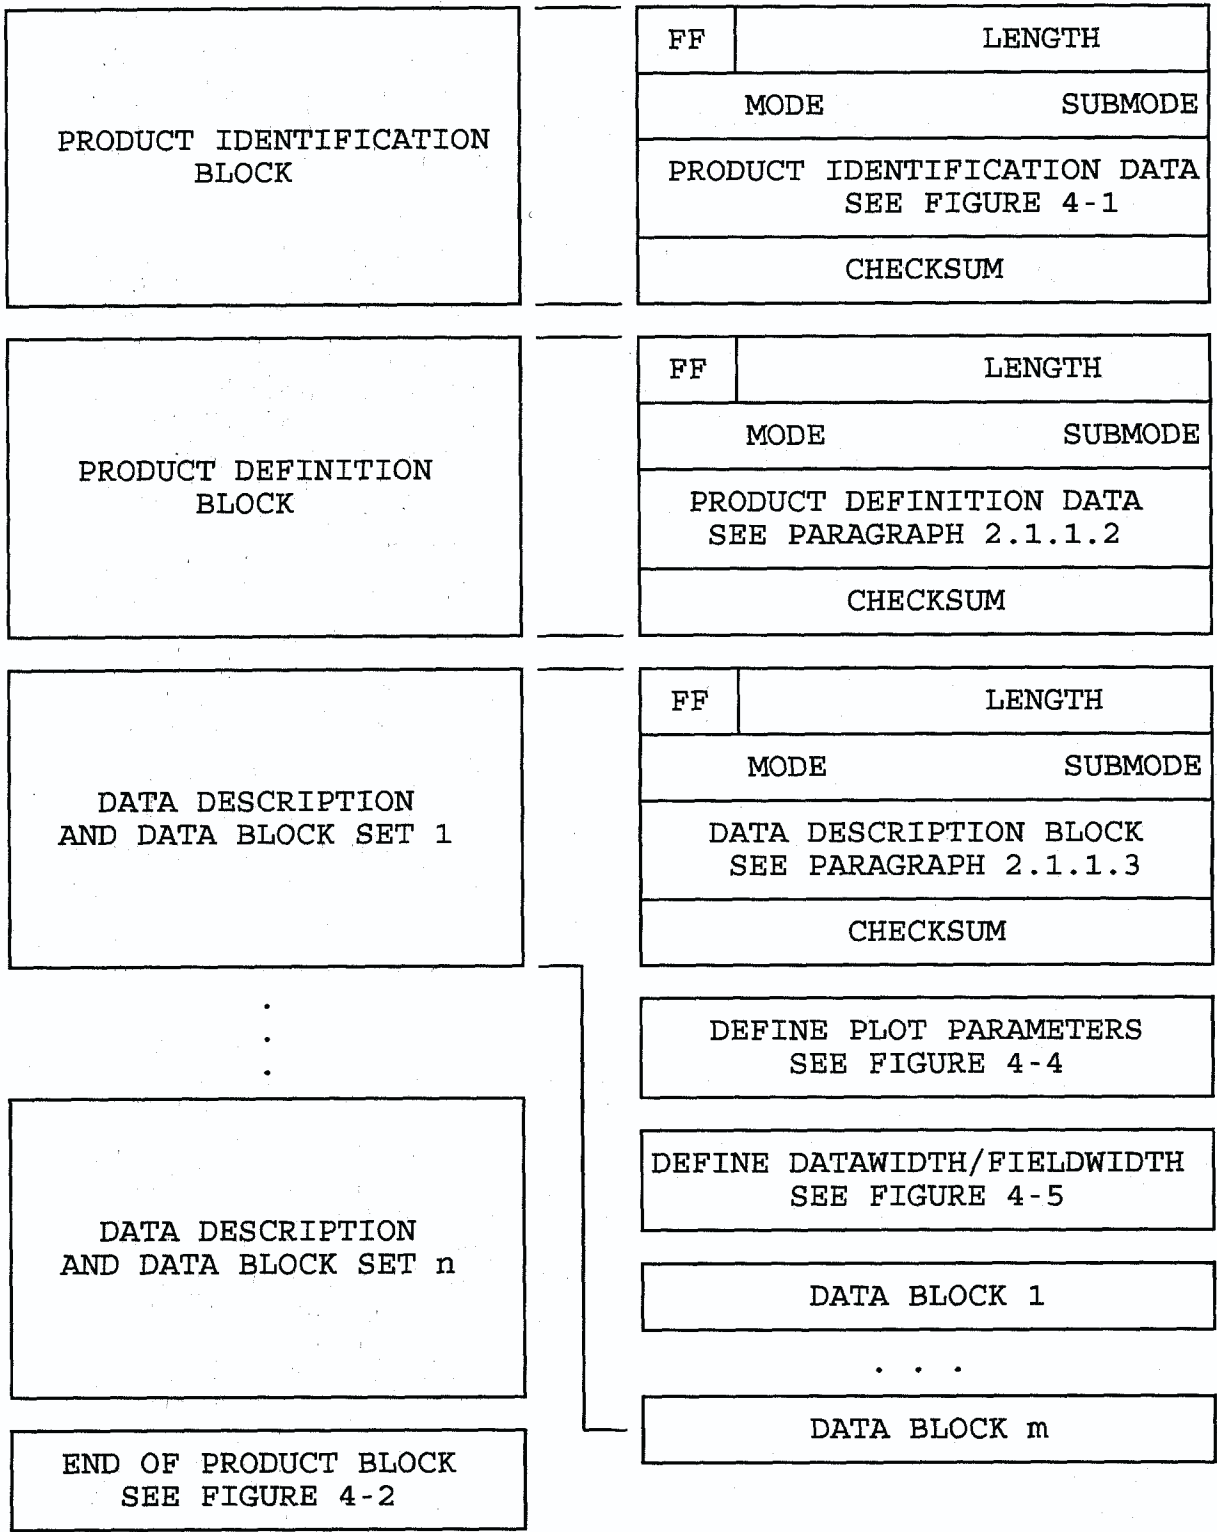 PRODUCT IDENTIFICATION
BLOCK
FF LENGTH
MODE SUBMODE
PRODUCT IDENTIFICATION DATA
SEE FIGURE 4-1
CHECKSUM
PRODUCT DEFINITION
BLOCK
FF LENGTH
MODE SUBMODE
PRODUCT DEFINITION DATA
SEE PARAGRAPH 2.1.1.2
CHECKSUM
DATA DESCRIPTION
AND DATA BLOCK SET 1
FF LENGTH
MODE SUBMODE
DATA DESCRIPTION BLOCK
SEE PARAGRAPH 2.1.1.3
CHECKSUM
.
.
.
DEFINE PLOT PARAMETERS
SEE FIGURE 4-4
DEFINE DATAWIDTH/FIELDWIDTH
SEE FIGURE 4-5
DATA BLOCK 1
. . .
DATA BLOCK m
DATA DESCRIPTION
AND DATA BLOCK SET n
END OF PRODUCT BLOCK
SEE FIGURE 4-2